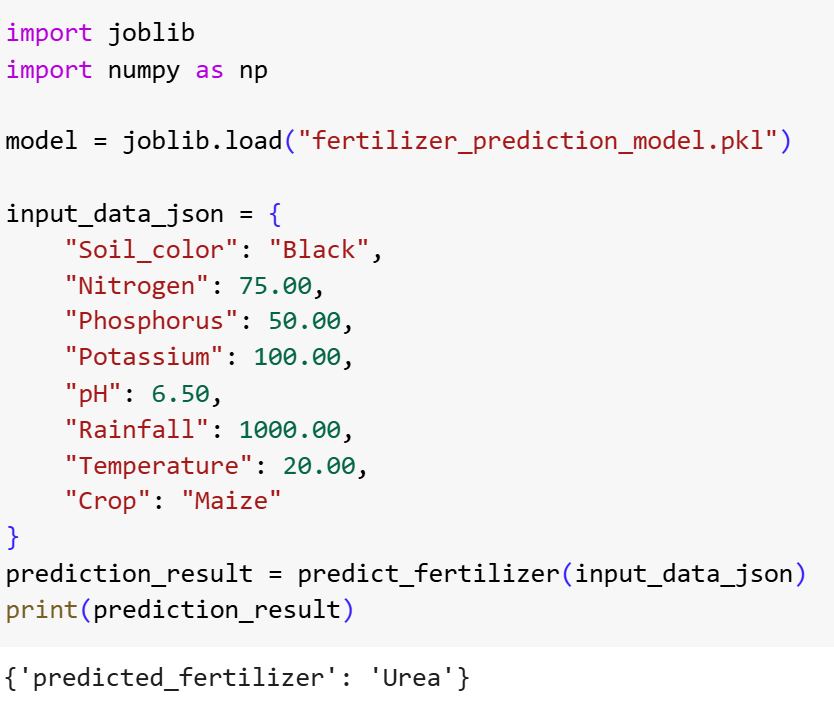 import joblib
import numpy as np
model = joblib.load("fertilizer_prediction_model.pkl")
input_data_json = {
    "Soil_color": "Black",
    "Nitrogen": 75.00,
    "Phosphorus": 50.00,
    "Potassium": 100.00,
    "pH": 6.50,
    "Rainfall": 1000.00,
    "Temperature": 20.00,
    "Crop": "Maize"
}
prediction_result = predict_fertilizer(input_data_json)
print(prediction_result)
{'predicted_fertilizer': 'Urea'}